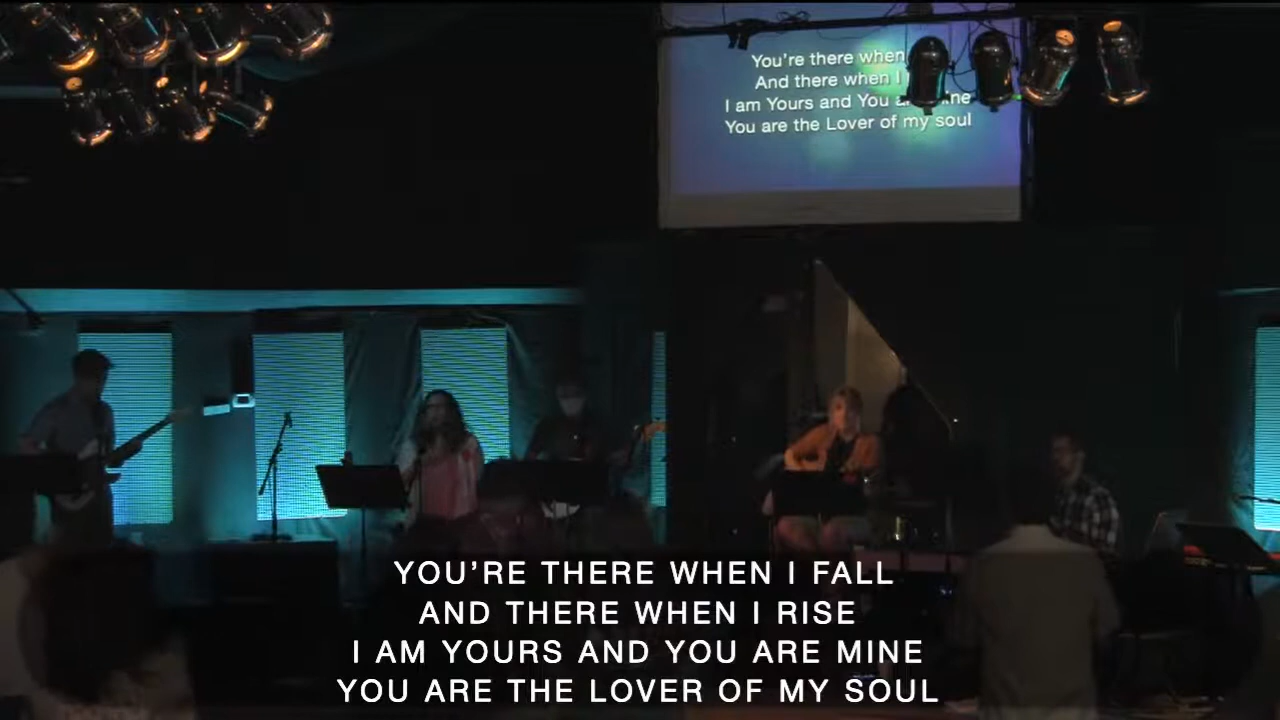 You're there when
And there when I
I am Yours and You are mine
You are the Lover of my soul
YOU'RE THERE WHEN I FALL
AND THERE WHEN I RISE
I AM YOURS AND YOU ARE MINE
YOU ARE THE LOVER OF MY SOUL